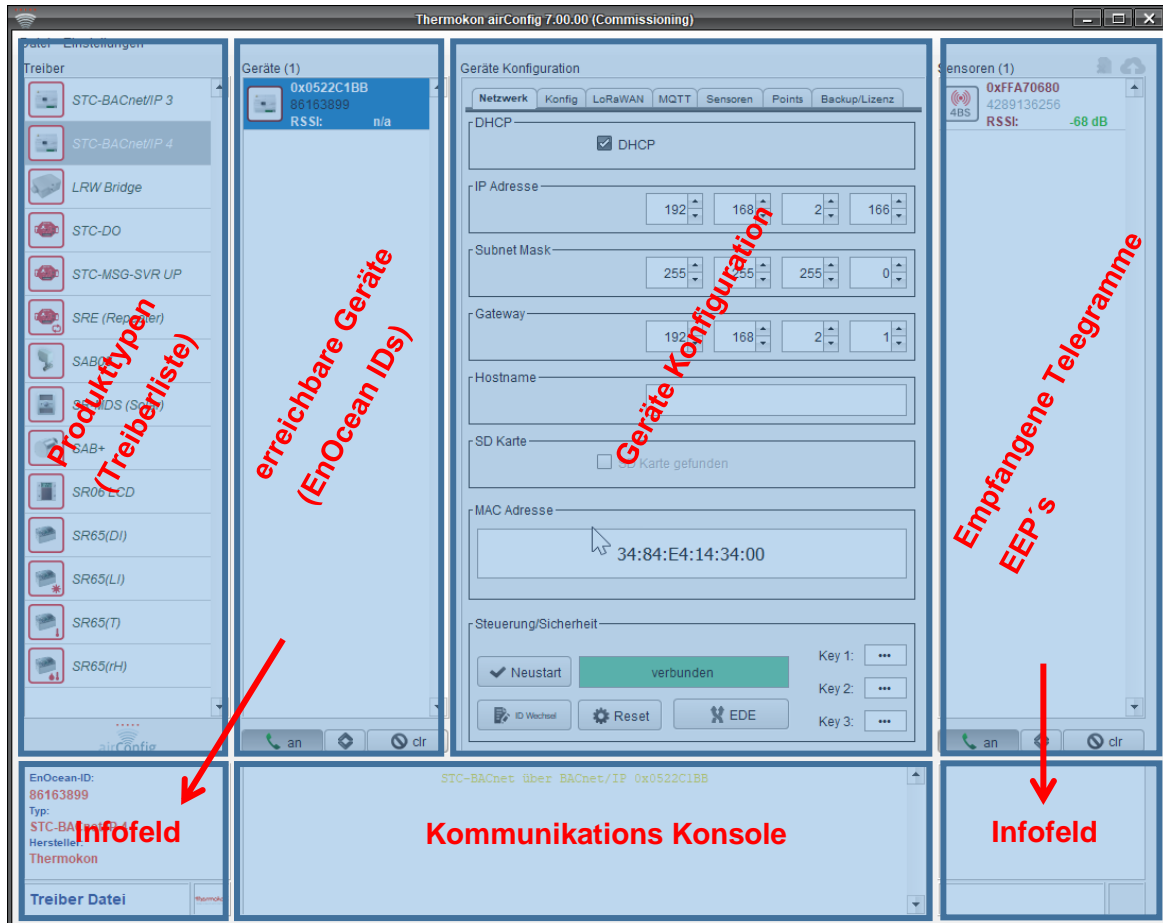 Thermokon airConfig 7.00.00 (Commissioning)
Datei Einstellungen
Treiber
STC-BACnet/IP 3
STC-BACnet/IP 4
LRW Bridge
STC-DO
STC-MSG-SVR UP
SRE (Repeater)
SAB+
SR06 LCD
SR65(DI)
SR65(LI)
SR65(T)
SR65(rH)
airConfig
Produkttypen
(Treiberliste)
Geräte (1)
0x0522C1BB
86163899
RSSI: n/a
an
clr
erreichbare Geräte
(EnOcean IDs)
Geräte Konfiguration
Netzwerk Konfig LoRaWAN MQTT Sensoren Points Backup/Lizenz
DHCP
DHCP
IP Adresse
192 168 2 166
Subnet Mask
255 255 255 0
Gateway
192 168 2 1
Hostname
SD Karte
SD Karte gefunden
MAC Adresse
34:84:E4:14:34:00
Steuerung/Sicherheit
Neustart verbunden
Key 1: •••
Key 2: •••
ID Wechsel Reset EDE
Key 3: •••
Geräte Konfiguration
Sensoren (1)
0xFFA70680
4BS
4289136256
RSSI: -68 dB
an
clr
Empfangene Telegramme
EEP´s
EnOcean-ID:
86163899
Typ:
STC-BACnet/IP 4
Hersteller:
Thermokon
Infofeld
Treiber Datei
thermokon
STC-BACnet über BACnet/IP 0x0522C1BB
Kommunikations Konsole
Infofeld